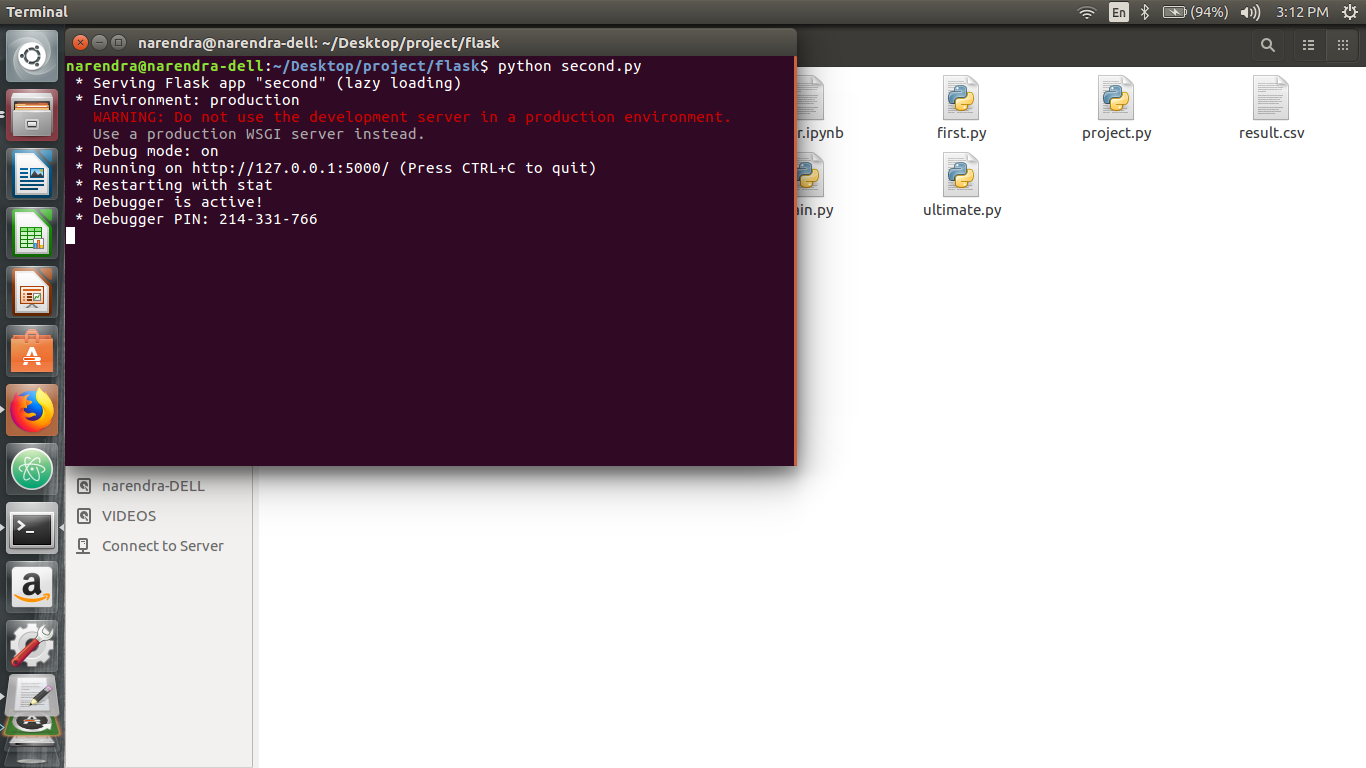 Terminal
En
(94%)
3:12 PM
narendra@narendra-dell: ~/Desktop/project/flask
narendra@narendra-dell:~/Desktop/project/flask$ python second.py
* Serving Flask app "second" (lazy loading)
* Environment: production
WARNING: Do not use the development server in a production environment.
Use a production WSGI server instead.
* Debug mode: on
* Running on http://127.0.0.1:5000/ (Press CTRL+C to quit)
* Restarting with stat
* Debugger is active!
* Debugger PIN: 214-331-766
r.ipynb
first.py
project.py
result.csv
in.py
ultimate.py
narendra-DELL
VIDEOS
Connect to Server